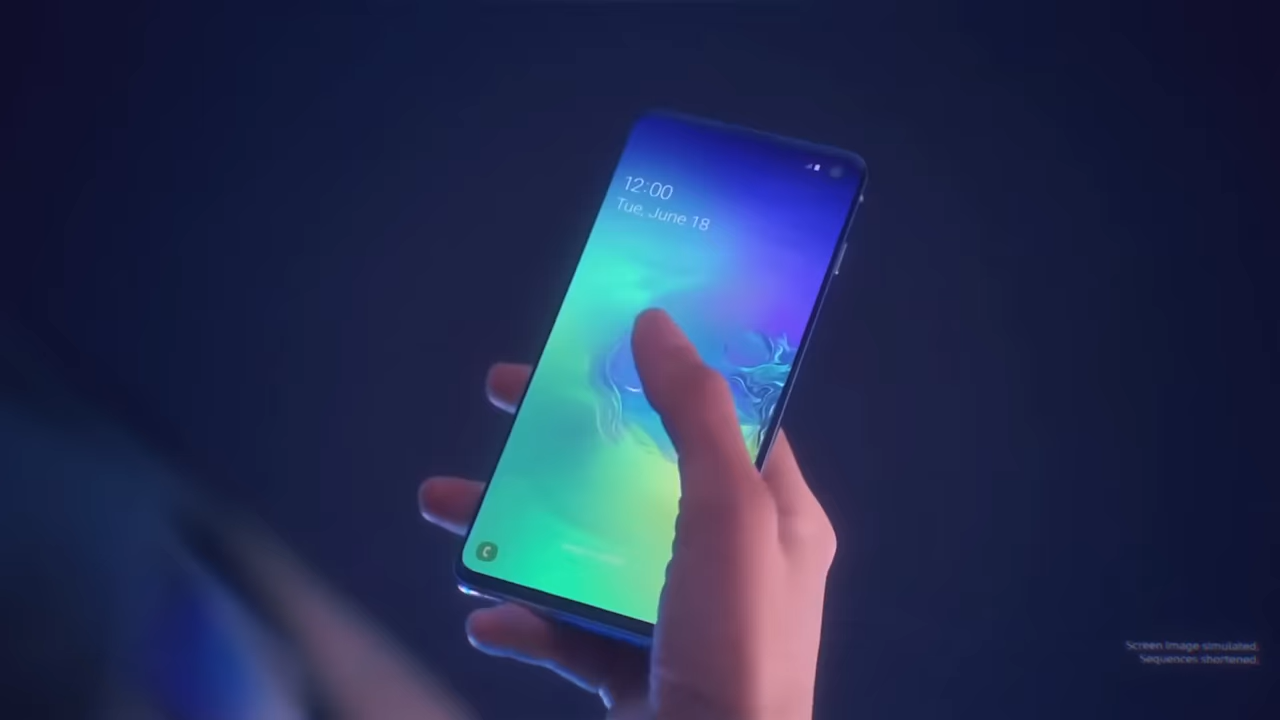 12:00
Tue, June 18
Screen Image simulated.
Sequences shortened.